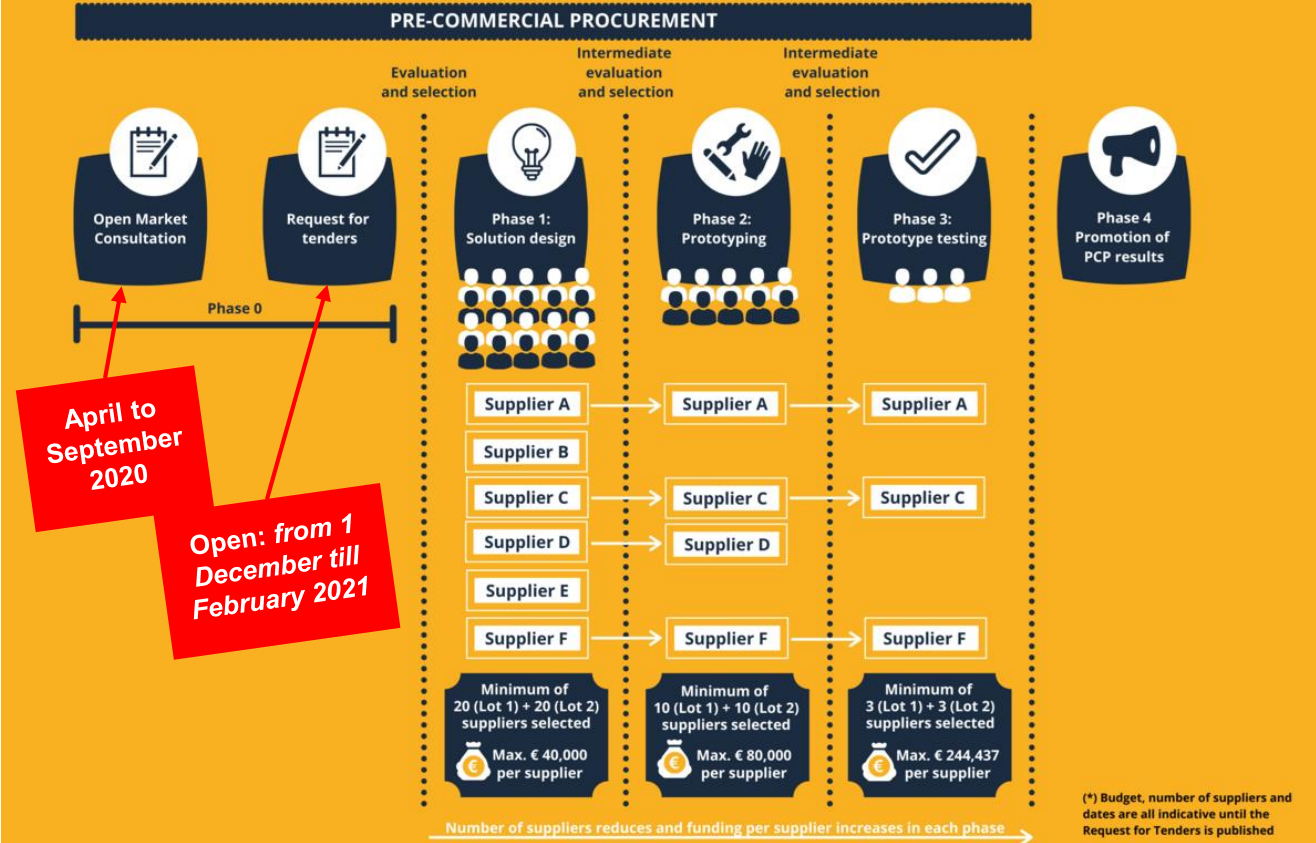 PRE-COMMERCIAL PROCUREMENT
Evaluation
and selection
Intermediate
evaluation
and selection
Intermediate
evaluation
and selection
Open Market
Consultation
Request for
tenders
Phase 1:
Solution design
Phase 2:
Prototyping
Phase 3:
Prototype testing
Phase 4
Promotion of
PCP results
Phase 0
April to
September
2020
Open: from 1
December till
February 2021
Supplier A
Supplier A
Supplier A
Supplier B
Supplier C
Supplier C
Supplier C
Supplier D
Supplier D
Supplier E
Supplier F
Supplier F
Supplier F
Minimum of
20 (Lot 1) + 20 (Lot 2)
suppliers selected
€
Max. € 40,000
per supplier
Minimum of
10 (Lot 1) + 10 (Lot 2)
suppliers selected
€
Max. € 80,000
per supplier
Minimum of
3 (Lot 1) + 3 (Lot 2)
suppliers selected
€
Max. € 244,437
per supplier
Number of suppliers reduces and funding per supplier increases in each phase
(*) Budget, number of suppliers and
dates are all indicative until the
Request for Tenders is published